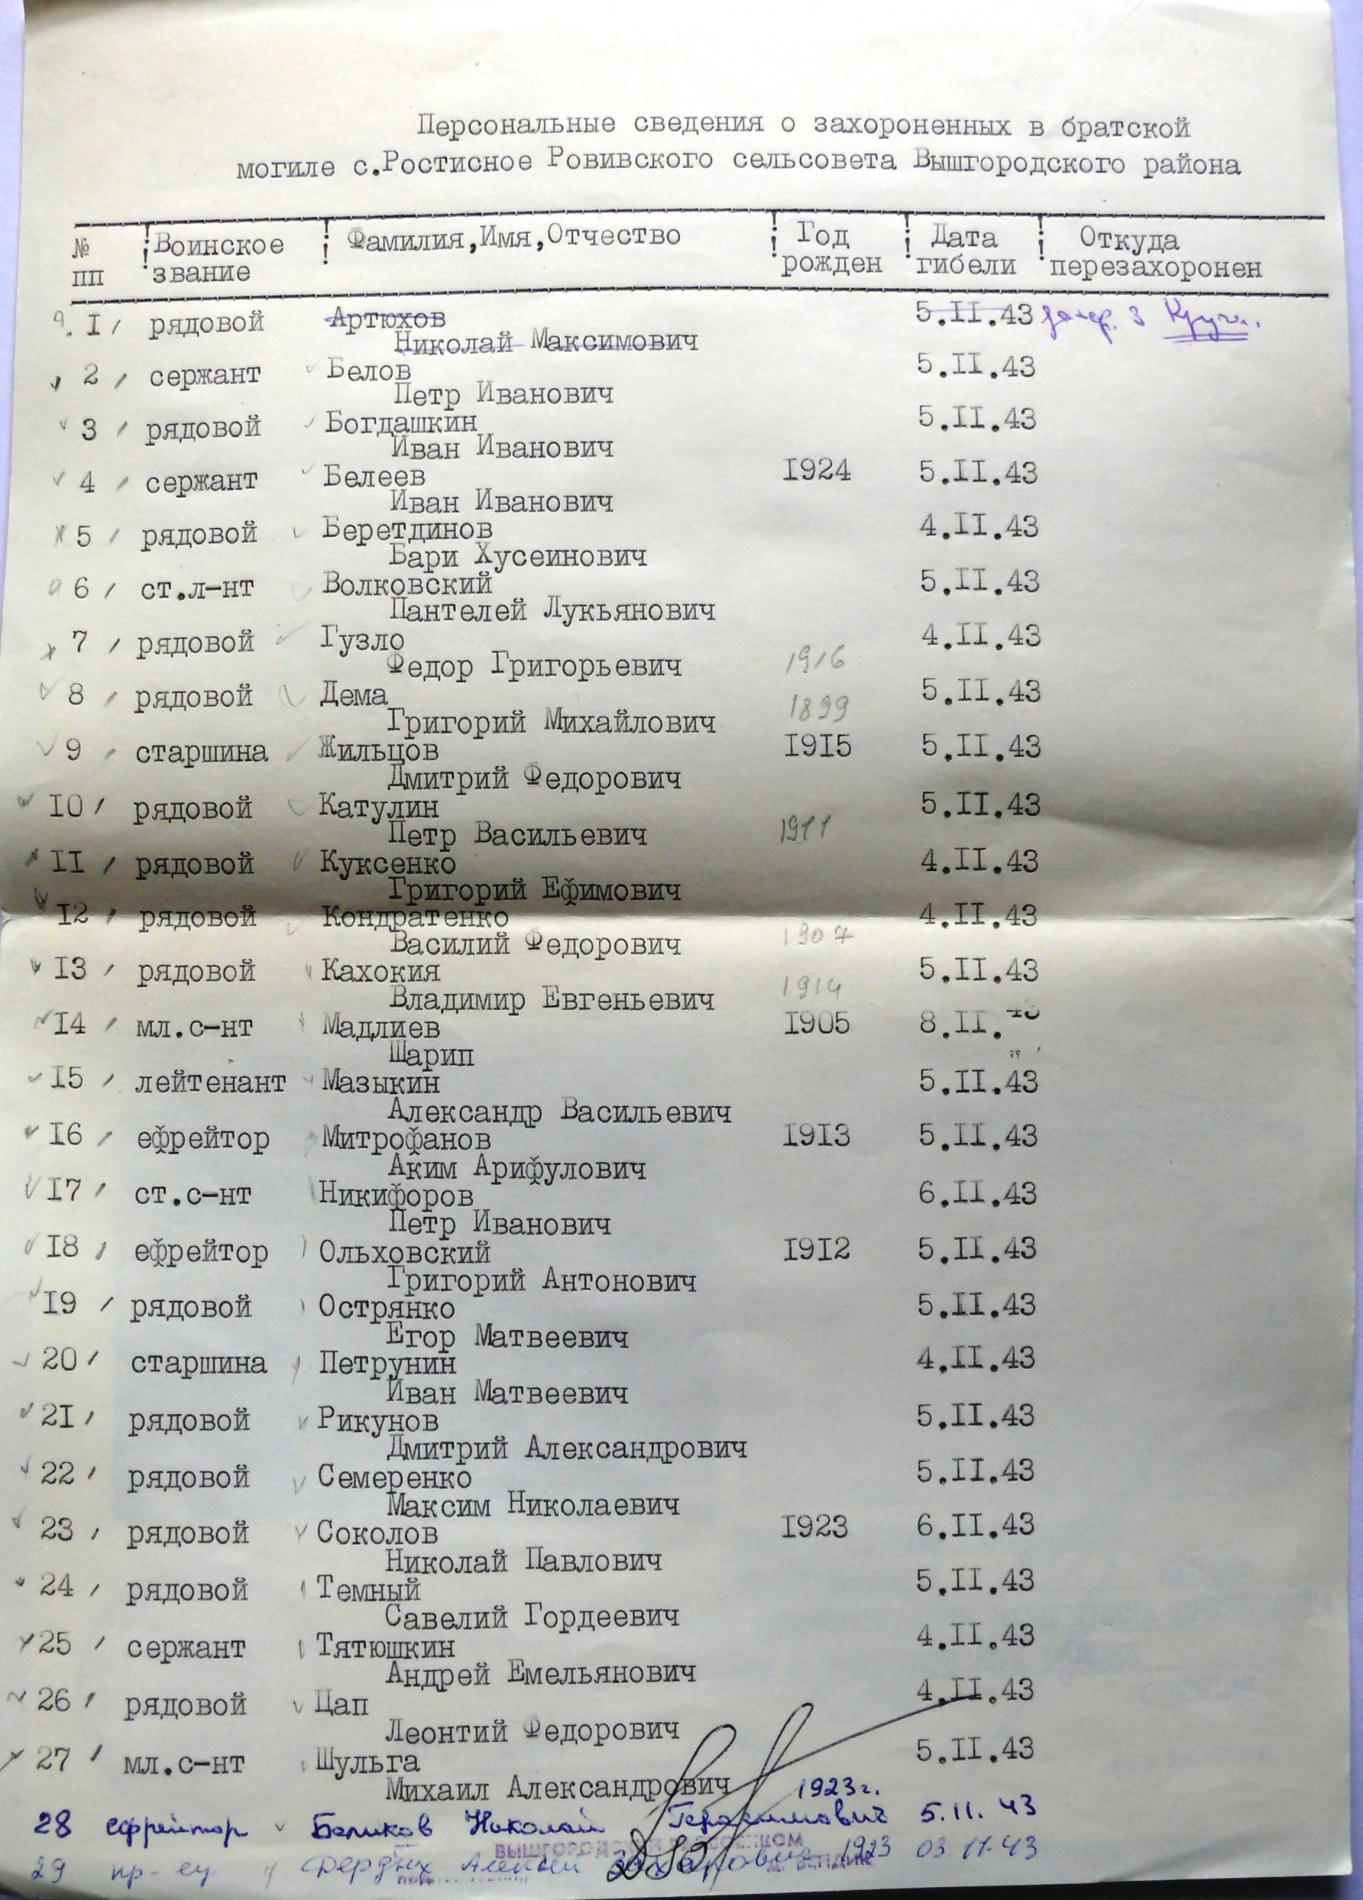 Персональные сведения о захороненных в братской
могиле с.Ростисное Ровивского сельсовета Вышгородского района
№ ! Воинское ! Фамилия,Имя,Отчество ! Год ! Дата ! Откуда
пп ! звание ! рожден гибели перезахоронен
I рядовой Артюхов 5.II.43
Николай Максимович
2 сержант Белов 5.II.43
Петр Иванович
3 рядовой Богдашкин 5.II.43
Иван Иванович
4 сержант Белеев I924 5.II.43
Иван Иванович
5 рядовой Беретдинов 4.II.43
Бари Хусеинович
6 ст.л-нт Волковский 5.II.43
Пантелей Лукьянович
7 рядовой Гузло 4.II.43
Федор Григорьевич 1916
8 рядовой Дема 5.II.43
Григорий Михайлович 1899
9 старшина Жильцов I9I5 5.II.43
Дмитрий Федорович
I0 рядовой Катулин 5.II.43
Петр Васильевич 1911
II рядовой Куксенко 4.II.43
Григорий Ефимович
I2 рядовой Кондратенко 4.II.43
Василий Федорович 1907
I3 рядовой Кахокия 5.II.43
Владимир Евгеньевич 1914
I4 мл.с-нт Мадлиев I905 8.II.43
Шарип
I5 лейтенант Мазыкин 5.II.43
Александр Васильевич
I6 ефрейтор Митрофанов I9I3 5.II.43
Аким Арифулович
I7 ст.с-нт Никифоров 6.II.43
Петр Иванович
I8 ефрейтор Ольховский I9I2 5.II.43
Григорий Антонович
I9 рядовой Острянко 5.II.43
Егор Матвеевич
20 старшина Петрунин 4.II.43
Иван Матвеевич
2I рядовой Рикунов 5.II.43
Дмитрий Александрович
22 рядовой Семеренко 5.II.43
Максим Николаевич
23 рядовой Соколов I923 6.II.43
Николай Павлович
24 рядовой Темный 5.II.43
Савелий Гордеевич
25 сержант Тятюшкин 4.II.43
Андрей Емельянович
26 рядовой Цап 4.II.43
Леонтий Федорович
27 мл.с-нт Шульга 5.II.43
Михаил Александрович
28 ефрейтор Беликов Николай Герасимович 1923г. 5.11.43
29 1923 03.11.43